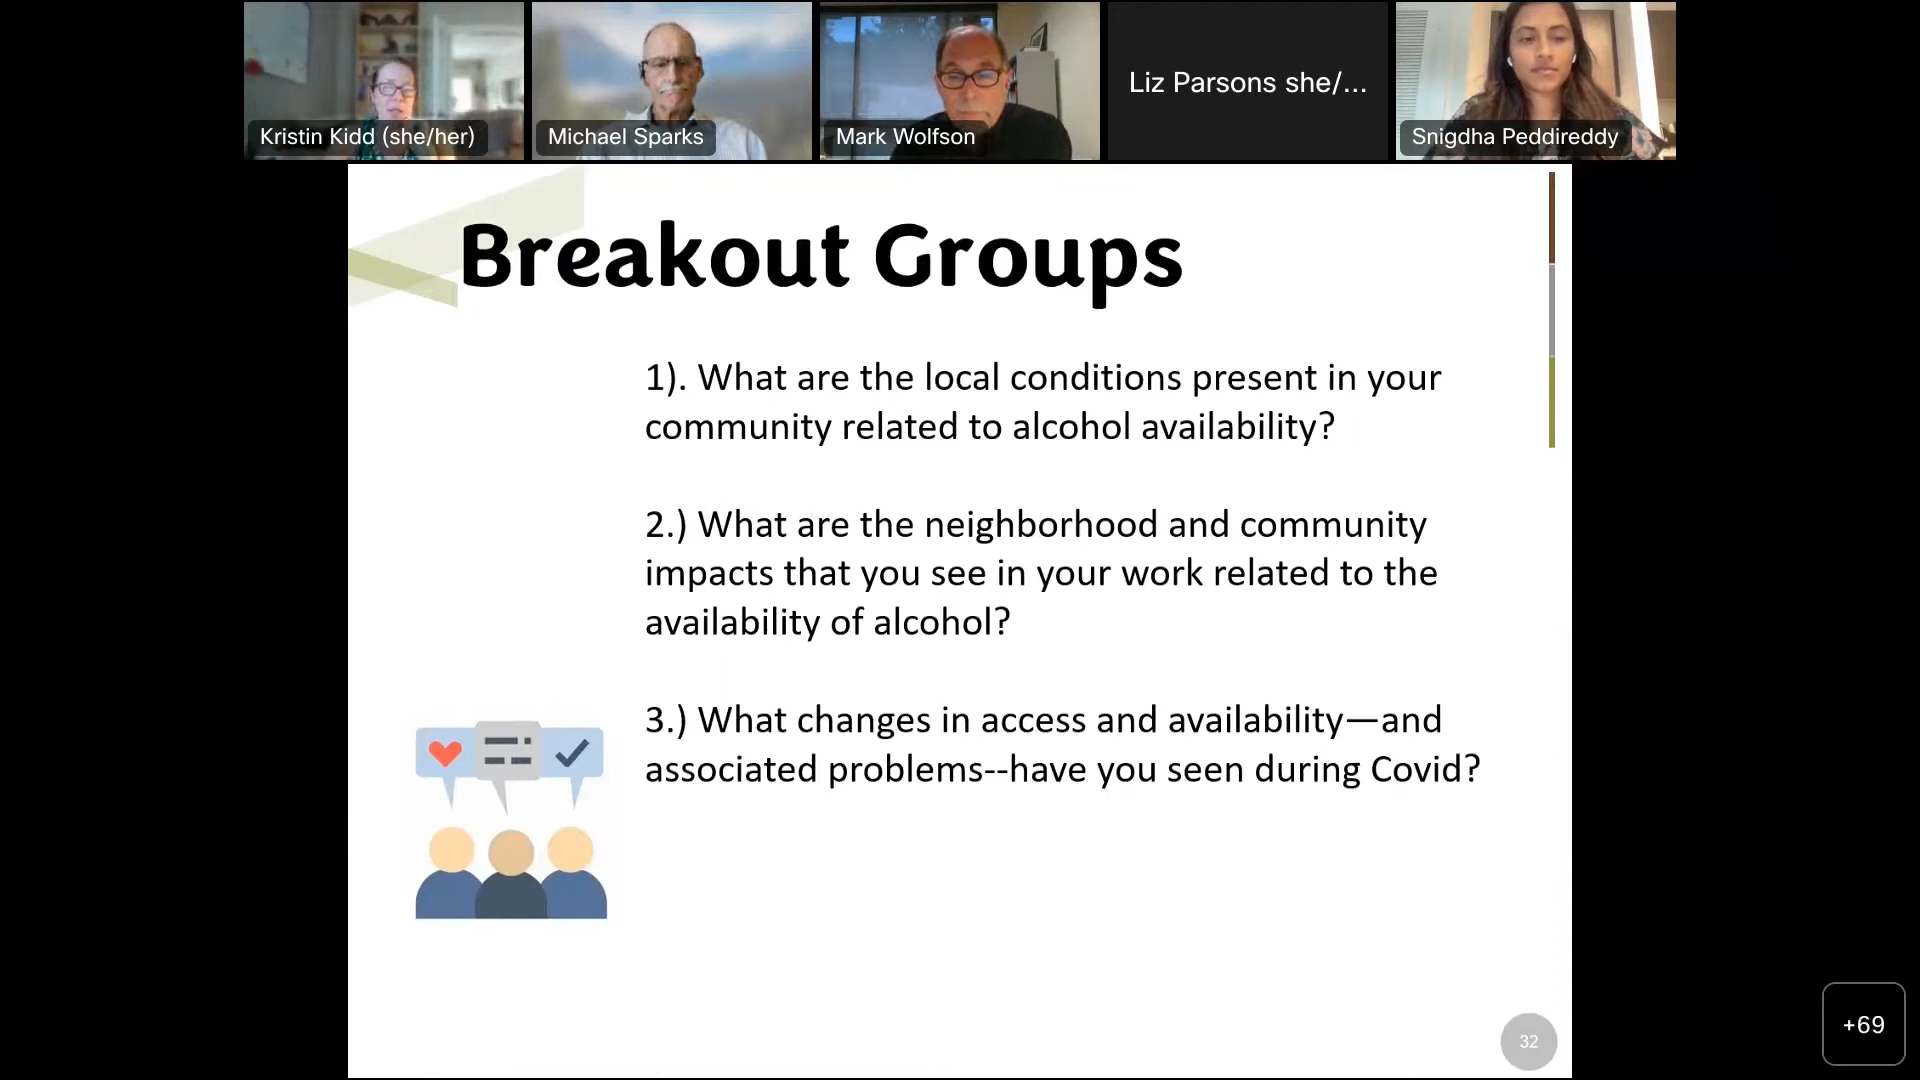 Kristin Kidd (she/her)
Michael Sparks
Mark Wolfson
Liz Parsons she/...
Snigdha Peddireddy
Breakout Groups
1). What are the local conditions present in your
community related to alcohol availability?
2.) What are the neighborhood and community
impacts that you see in your work related to the
availability of alcohol?
3.) What changes in access and availability—and
associated problems--have you seen during Covid?
32
+69